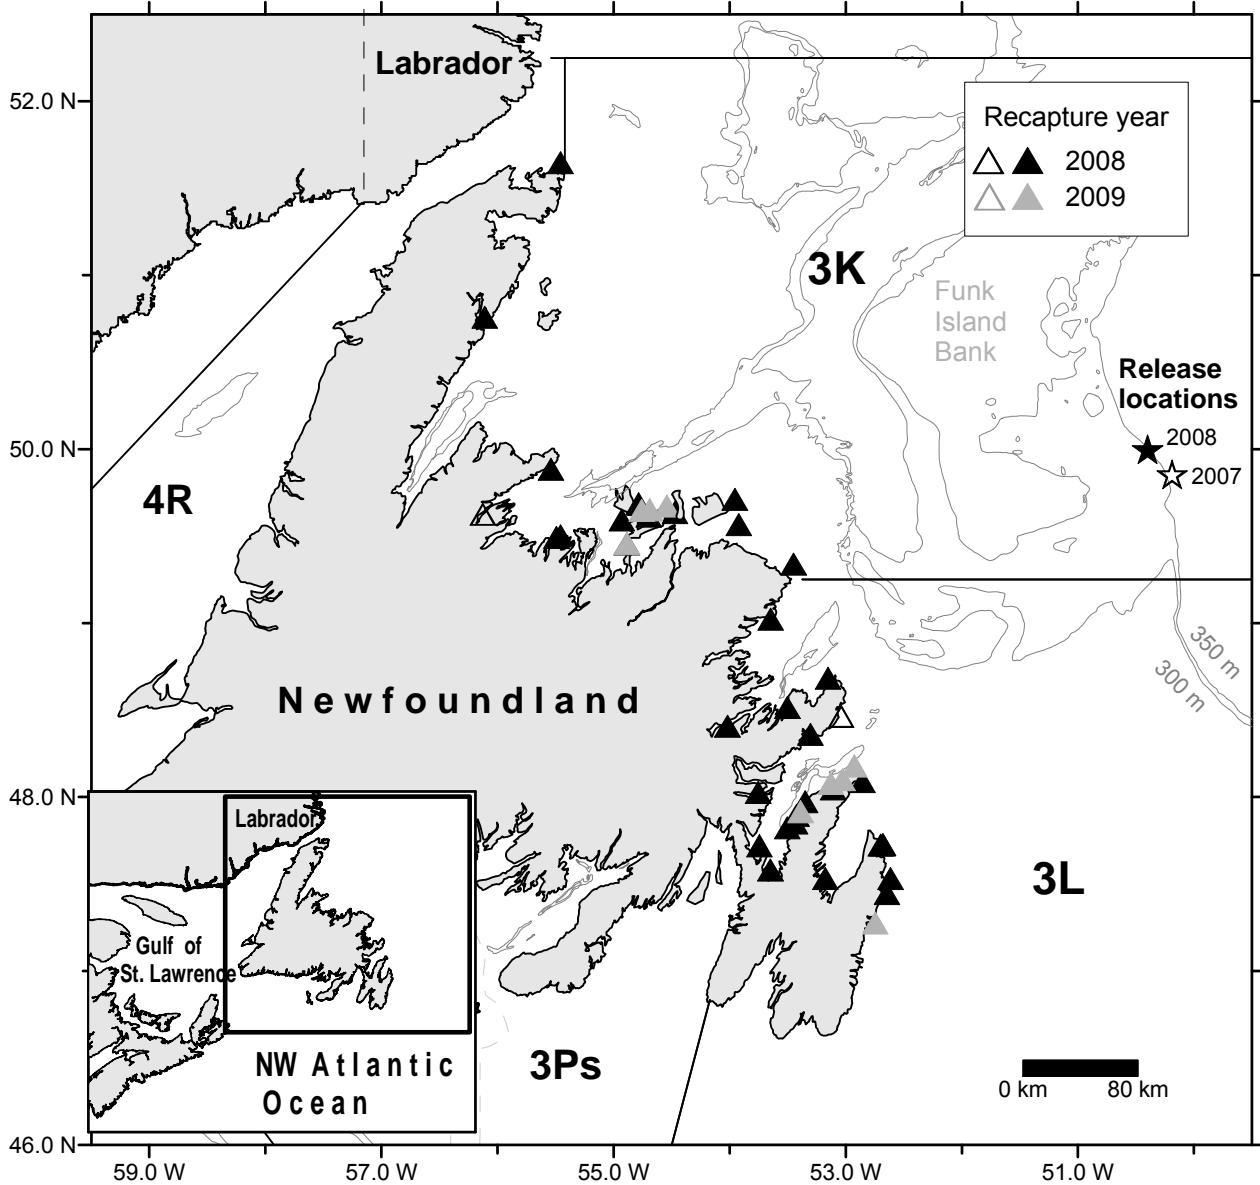 Labrador
52.0 N
Recapture year
2008
2009
3K
Funk
Island
Bank
Release
locations
2008
2007
50.0 N
4R
350 m
300 m
Newfoundland
48.0 N
Labrador
3L
Gulf of
St. Lawrence
NW Atlantic
Ocean
3Ps
0 km 80 km
46.0 N
59.0 W 57.0 W 55.0 W 53.0 W 51.0 W